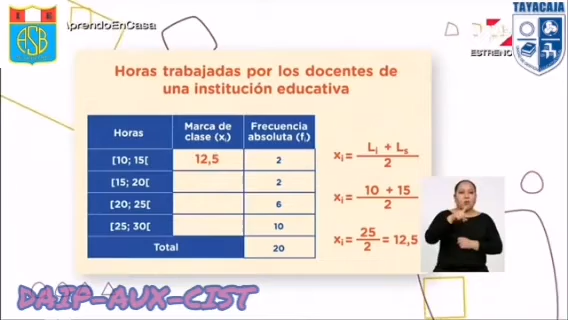 AprendoEnCasa
ASB
TAYACAJA
ESTRENO
Horas trabajadas por los docentes de
una institución educativa
Horas Marca de clase (xᵢ) Frecuencia absoluta (fᵢ)
[10; 15[ 12,5 2
[15; 20[ 2
[20; 25[ 6
[25; 30[ 10
Total 20
xᵢ = (Lᵢ + Lₛ) / 2
xᵢ = (10 + 15) / 2
xᵢ = 25/2 = 12,5
DAIP-AUX-CIST